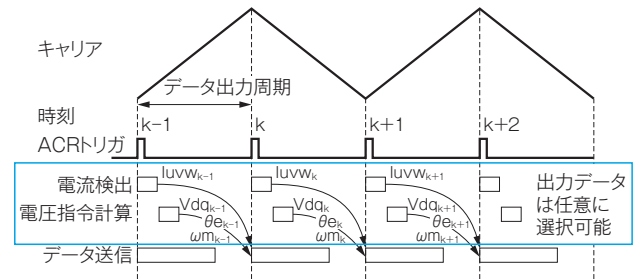 キャリア
データ出力周期
時刻 k−1 k k+1 k+2
ACRトリガ
電流検出 Iuvwk−1 Iuvwk Iuvwk+1 出力データ
は任意に
選択可能
電圧指令計算 Vdqk−1 Vdqk Vdqk+1
θek−1 θek θek+1
ωmk−1 ωmk ωmk+1
データ送信